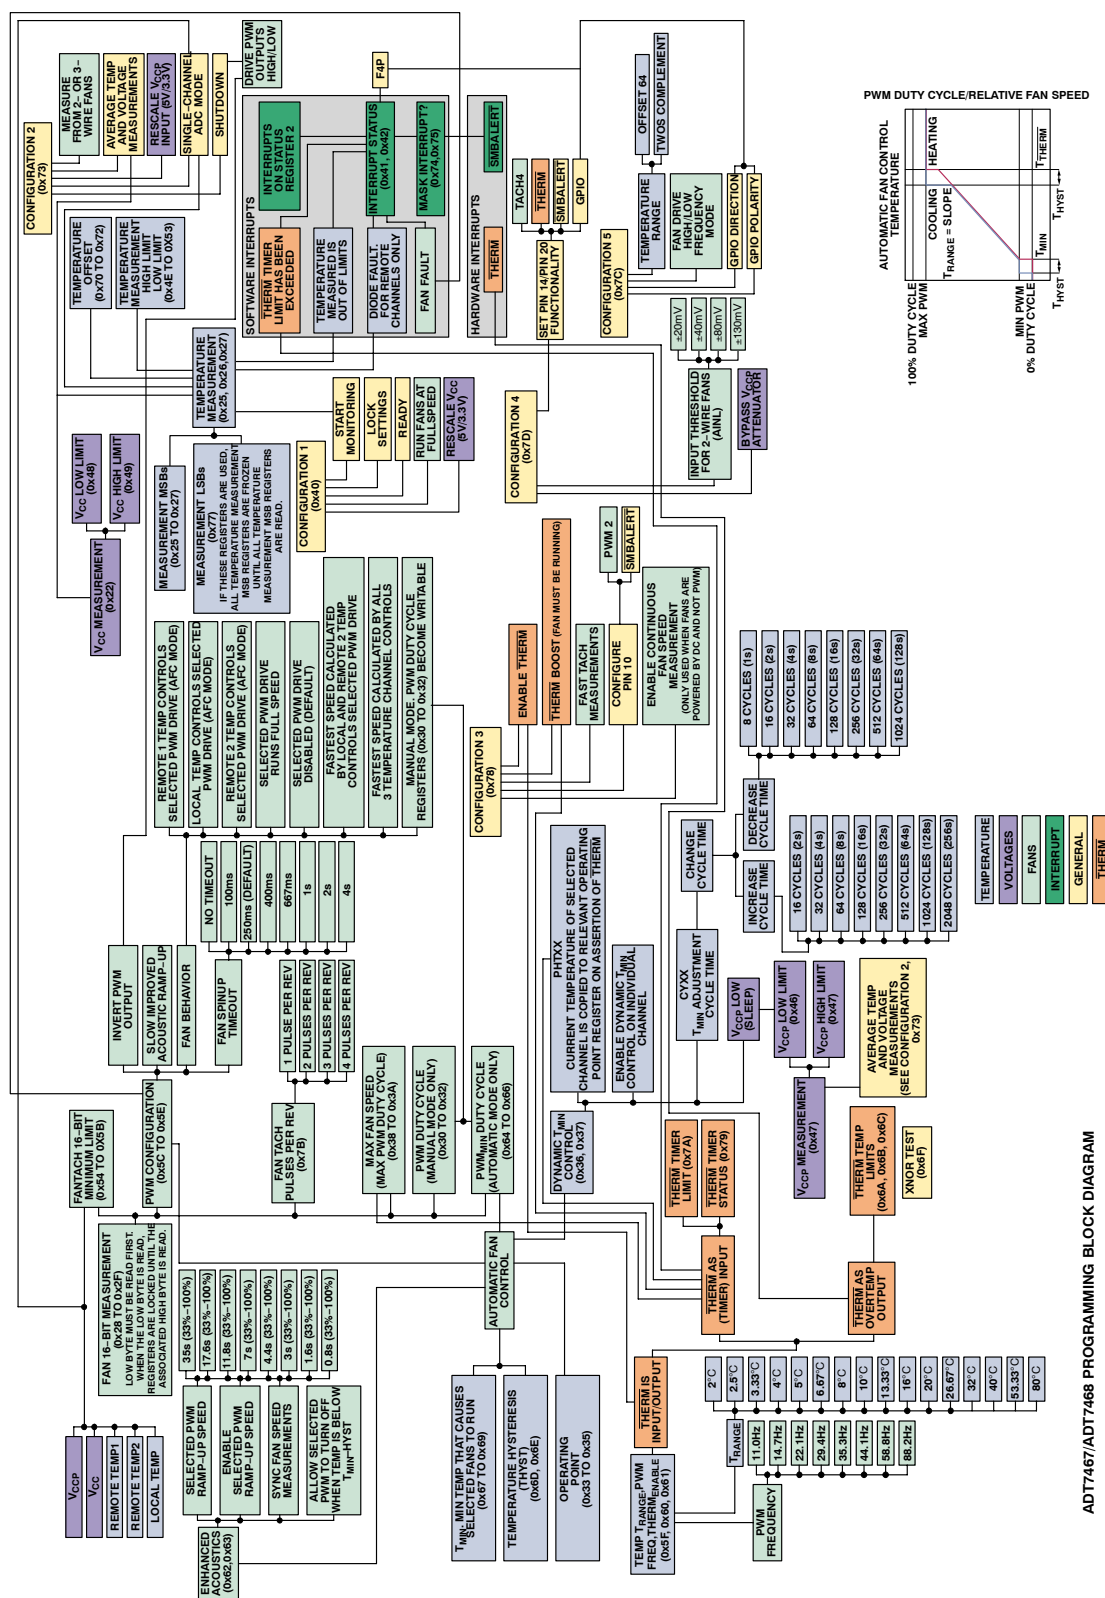 CONFIGURATION 2
(0x73)
MEASURE
FROM 2- OR 3-
WIRE FANS
AVERAGE TEMP
AND VOLTAGE
MEASUREMENTS
RESCALE VCCP
INPUT (5V/3.3V)
SINGLE-CHANNEL
ADC MODE
SHUTDOWN
DRIVE PWM
OUTPUTS
HIGH/LOW
TEMPERATURE
OFFSET
(0x70 TO 0x72)
TEMPERATURE
MEASUREMENT
HIGH LIMIT
LOW LIMIT
(0x4E TO 0x53)
TEMPERATURE
MEASUREMENT
(0x25, 0x26,0x27)
SOFTWARE INTERRUPTS
INTERRUPTS
ON STATUS
REGISTER 2
THERM TIMER
LIMIT HAS BEEN
EXCEEDED
TEMPERATURE
MEASURED IS
OUT OF LIMITS
INTERRUPT STATUS
(0x41, 0x42)
DIODE FAULT.
FOR REMOTE
CHANNELS ONLY
F4P
MASK INTERRUPT?
(0x74,0x75)
FAN FAULT
HARDWARE INTERRUPTS
SMBALERT
THERM
TACH4
THERM
SMBALERT
GPIO
SET PIN 14/PIN 20
FUNCTIONALITY
OFFSET 64
TWOS COMPLEMENT
TEMPERATURE
RANGE
FAN DRIVE
HIGH/LOW
FREQUENCY
MODE
GPIO DIRECTION
GPIO POLARITY
CONFIGURATION 5
(0x7C)
±20mV
±40mV
±80mV
±130mV
INPUT THRESHOLD
FOR 2-WIRE FANS
(AINL)
BYPASS VCCP
ATTENUATOR
CONFIGURATION 4
(0x7D)
PWM DUTY CYCLE/RELATIVE FAN SPEED
AUTOMATIC FAN CONTROL
TEMPERATURE
HEATING
COOLING
TRANGE = SLOPE
TTHERM
THYST
TMIN
THYST
100% DUTY CYCLE
MAX PWM
MIN PWM
0% DUTY CYCLE
VCC LOW LIMIT
(0x48)
VCC HIGH LIMIT
(0x49)
VCC MEASUREMENT
(0x22)
MEASUREMENT MSBs
(0x25 TO 0x27)
MEASUREMENT LSBs
(0x77)
IF THESE REGISTERS ARE USED,
ALL TEMPERATURE MEASUREMENT
MSB REGISTERS ARE FROZEN
UNTIL ALL TEMPERATURE
MEASUREMENT MSB REGISTERS
ARE READ.
START
MONITORING
LOCK
SETTINGS
READY
RUN FANS AT
FULLSPEED
RESCALE VCC
(5V/3.3V)
CONFIGURATION 1
(0x40)
REMOTE 1 TEMP CONTROLS
SELECTED PWM DRIVE (AFC MODE)
LOCAL TEMP CONTROLS SELECTED
PWM DRIVE (AFC MODE)
REMOTE 2 TEMP CONTROLS
SELECTED PWM DRIVE (AFC MODE)
SELECTED PWM DRIVE
RUNS FULL SPEED
SELECTED PWM DRIVE
DISABLED (DEFAULT)
FASTEST SPEED CALCULATED
BY LOCAL AND REMOTE 2 TEMP
CONTROLS SELECTED PWM DRIVE
FASTEST SPEED CALCULATED BY ALL
3 TEMPERATURE CHANNEL CONTROLS
MANUAL MODE. PWM DUTY CYCLE
REGISTERS (0x30 TO 0x32) BECOME WRITABLE
NO TIMEOUT
100ms
250ms (DEFAULT)
400ms
667ms
1s
2s
4s
INVERT PWM
OUTPUT
SLOW IMPROVED
ACOUSTIC RAMP-UP
FAN BEHAVIOR
FAN SPINUP
TIMEOUT
CONFIGURATION 3
(0x78)
ENABLE THERM
THERM BOOST (FAN MUST BE RUNNING)
FAST TACH
MEASUREMENTS
CONFIGURE
PIN 10
PWM 2
SMBALERT
ENABLE CONTINUOUS
FAN SPEED
MEASUREMENT
(ONLY USED WHEN FANS ARE
POWERED BY DC AND NOT PWM)
8 CYCLES (1s)
16 CYCLES (2s)
32 CYCLES (4s)
64 CYCLES (8s)
128 CYCLES (16s)
256 CYCLES (32s)
512 CYCLES (64s)
1024 CYCLES (128s)
DECREASE
CYCLE TIME
CHANGE
CYCLE TIME
INCREASE
CYCLE TIME
16 CYCLES (2s)
32 CYCLES (4s)
64 CYCLES (8s)
128 CYCLES (16s)
256 CYCLES (32s)
512 CYCLES (64s)
1024 CYCLES (128s)
2048 CYCLES (256s)
TEMPERATURE
VOLTAGES
FANS
INTERRUPT
GENERAL
THERM
PHTXX
CURRENT TEMPERATURE OF SELECTED
CHANNEL IS COPIED TO RELEVANT OPERATING
POINT REGISTER ON ASSERTION OF THERM
ENABLE DYNAMIC TMIN
CONTROL ON INDIVIDUAL
CHANNEL
CYXX
TMIN ADJUSTMENT
CYCLE TIME
VCCP LOW
(SLEEP)
VCCP LOW LIMIT
(0x46)
VCCP HIGH LIMIT
(0x47)
VCCP MEASUREMENT
(0x47)
AVERAGE TEMP
AND VOLTAGE
MEASUREMENTS
(SEE CONFIGURATION 2,
0x73)
FANTACH 16-BIT
MINIMUM LIMIT
(0x54 TO 0x5B)
PWM CONFIGURATION
(0x5C TO 0x5E)
1 PULSE PER REV
2 PULSES PER REV
3 PULSES PER REV
4 PULSES PER REV
FAN TACH
PULSES PER REV
(0x7B)
MAX FAN SPEED
(MAX PWM DUTY CYCLE)
(0x38 TO 0x3A)
PWM DUTY CYCLE
(MANUAL MODE ONLY)
(0x30 TO 0x32)
PWMMIN DUTY CYCLE
(AUTOMATIC MODE ONLY)
(0x64 TO 0x66)
DYNAMIC TMIN
CONTROL
(0x36, 0x37)
THERM TIMER
LIMIT (0x7A)
THERM TIMER
STATUS (0x79)
THERM AS
(TIMER) INPUT
THERM TEMP
LIMITS
(0x6A, 0x6B, 0x6C)
XNOR TEST
(0x6F)
THERM AS
OVERTEMP
OUTPUT
FAN 16-BIT MEASUREMENT
(0x28 TO 0x2F)
LOW BYTE MUST BE READ FIRST.
WHEN THE LOW BYTE IS READ,
REGISTERS ARE LOCKED UNTIL THE
ASSOCIATED HIGH BYTE IS READ.
35s (33%–100%)
17.6s (33%–100%)
11.8s (33%–100%)
7s (33%–100%)
4.4s (33%–100%)
3s (33%–100%)
1.6s (33%–100%)
0.8s (33%–100%)
AUTOMATIC FAN
CONTROL
VCCP
VCC
REMOTE TEMP1
REMOTE TEMP2
LOCAL TEMP
SELECTED PWM
RAMP-UP SPEED
ENABLE
SELECTED PWM
RAMP-UP SPEED
SYNC FAN SPEED
MEASUREMENTS
ALLOW SELECTED
PWM TO TURN OFF
WHEN TEMP IS BELOW
TMIN-HYST
ENHANCED
ACOUSTICS
(0x62,0x63)
TMIN. MIN TEMP THAT CAUSES
SELECTED FANS TO RUN
(0x67 TO 0x69)
TEMPERATURE HYSTERESIS
(THYST)
(0x6D, 0x6E)
OPERATING
POINT
(0x33 TO 0x35)
THERM IS
INPUT/OUTPUT
TEMP TRANGE,PWM
FREQ,THERMENABLE
(0x5F, 0x60, 0x61)
TRANGE
2°C
2.5°C
3.33°C
4°C
5°C
6.67°C
8°C
10°C
13.33°C
16°C
20°C
26.67°C
32°C
40°C
53.33°C
80°C
11.0Hz
14.7Hz
22.1Hz
29.4Hz
35.3Hz
44.1Hz
58.8Hz
88.2Hz
PWM
FREQUENCY
ADT7467/ADT7468 PROGRAMMING BLOCK DIAGRAM